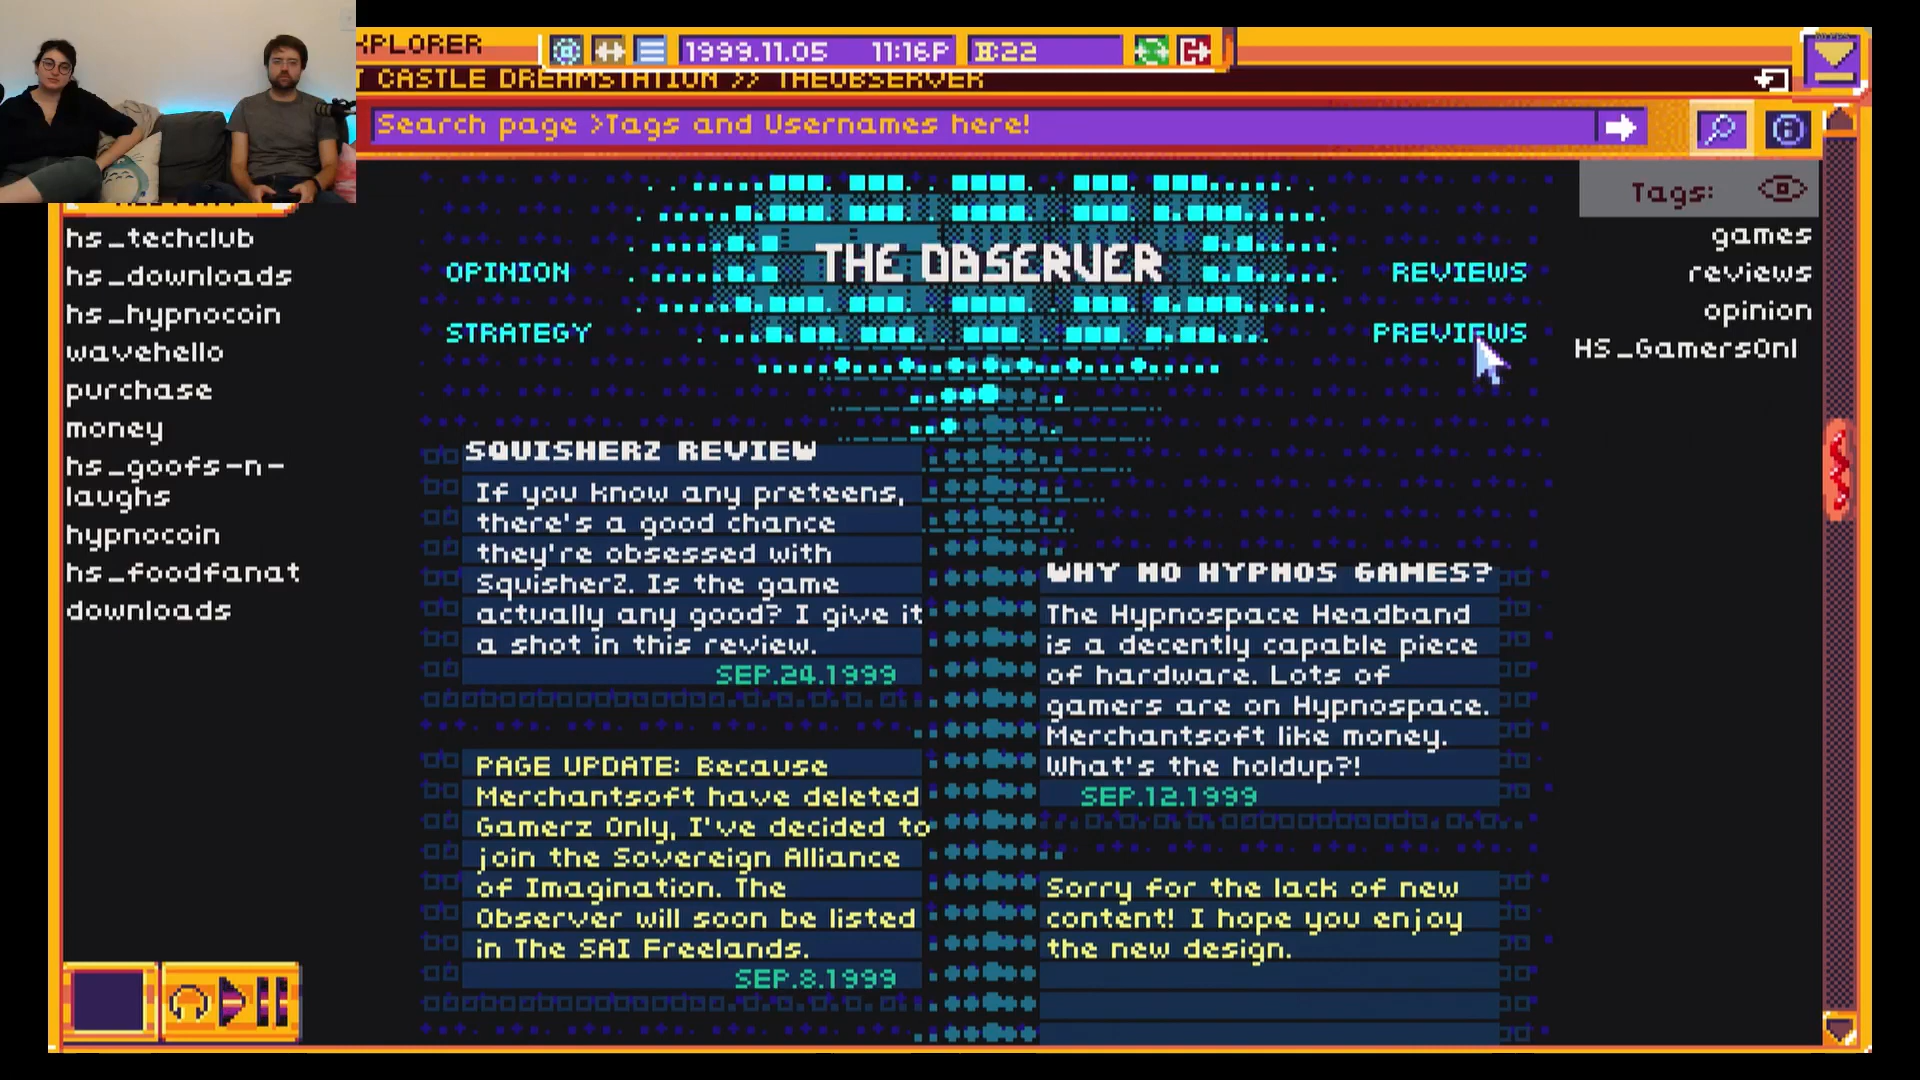 XPLORER
1999.11.05 11:16P
22
T CASTLE DREAMSTATION >> THEOBSERVER
Search page >Tags and Usernames here!
Tags:
games
reviews
opinion
HS_GamersOnl
hs_techclub
hs_downloads
hs_hypnocoin
wavehello
purchase
money
hs_goofs-n-
laughs
hypnocoin
hs_foodfanat
downloads
THE OBSERVER
OPINION
REVIEWS
STRATEGY
PREVIEWS
SQUISHERZ REVIEW
If you know any preteens,
there's a good chance
they're obsessed with
SquisherZ. Is the game
actually any good? I give it
a shot in this review.
SEP.24.1999
PAGE UPDATE: Because
Merchantsoft have deleted
Gamerz Only, I've decided to
join the Sovereign Alliance
of Imagination. The
Observer will soon be listed
in The SAI Freelands.
SEP.8.1999
WHY NO HYPNOS GAMES?
The Hypnospace Headband
is a decently capable piece
of hardware. Lots of
gamers are on Hypnospace.
Merchantsoft like money.
What's the holdup?!
SEP.12.1999
Sorry for the lack of new
content! I hope you enjoy
the new design.